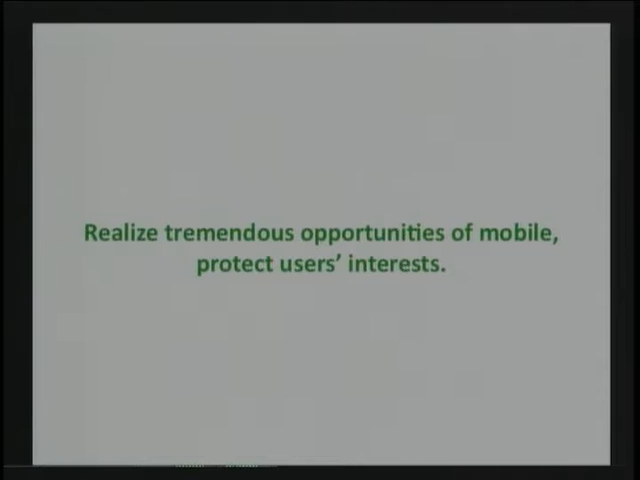 Realize tremendous opportunities of mobile,
protect users’ interests.